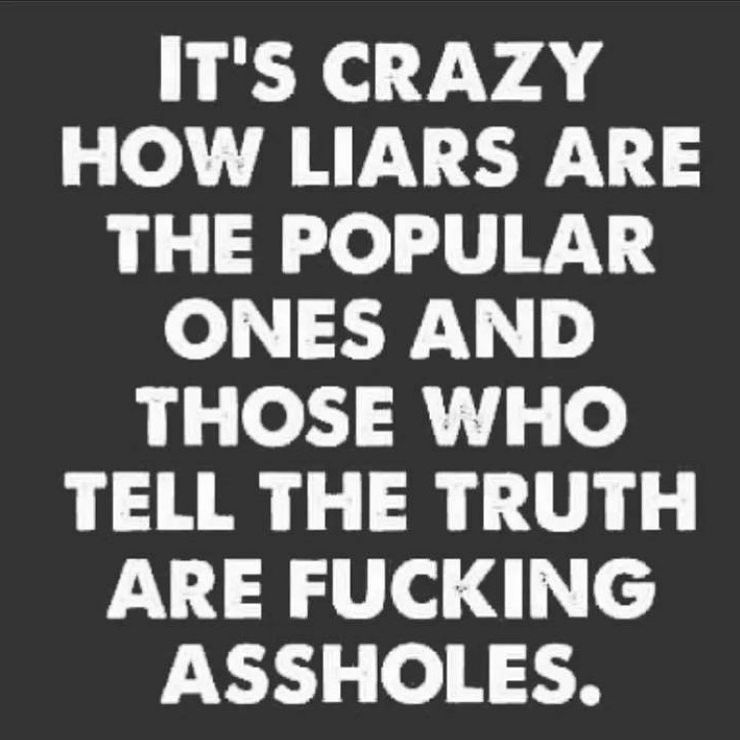 IT'S CRAZY
HOW LIARS ARE
THE POPULAR
ONES AND
THOSE WHO
TELL THE TRUTH
ARE FUCKING
ASSHOLES.